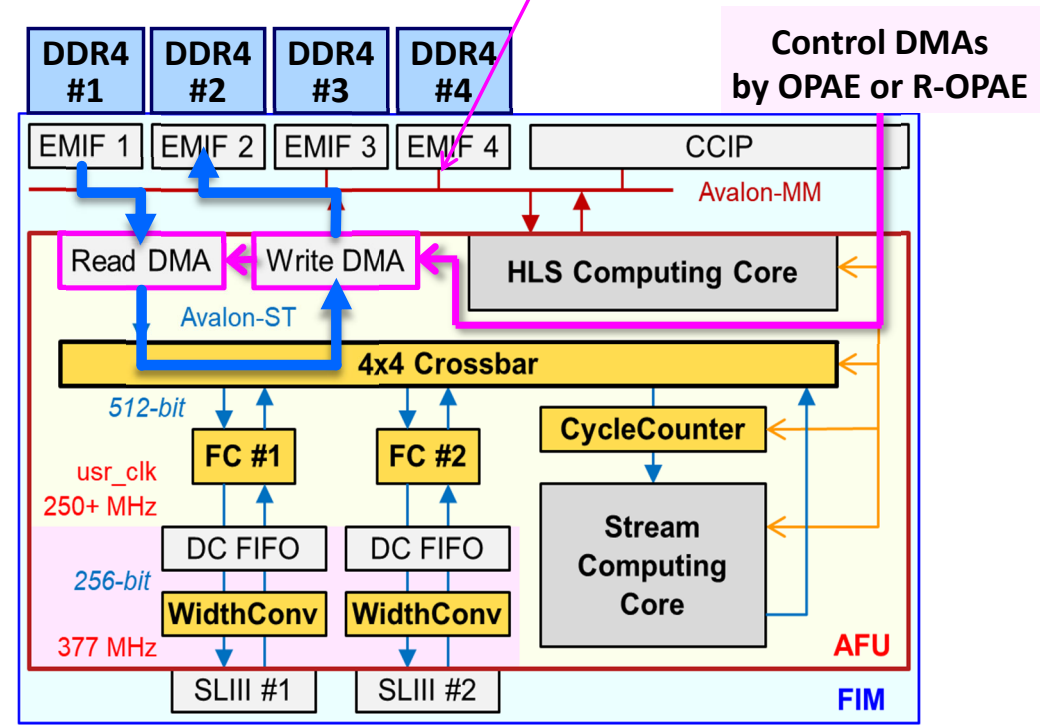 DDR4
#1
DDR4
#2
DDR4
#3
DDR4
#4
Control DMAs
by OPAE or R-OPAE
EMIF 1
EMIF 2
EMIF 3
EMIF 4
CCIP
Avalon-MM
Read DMA
Write DMA
HLS Computing Core
Avalon-ST
4x4 Crossbar
512-bit
CycleCounter
FC #1
FC #2
usr_clk
250+ MHz
Stream
Computing
Core
DC FIFO
DC FIFO
256-bit
WidthConv
WidthConv
377 MHz
AFU
SLIII #1
SLIII #2
FIM